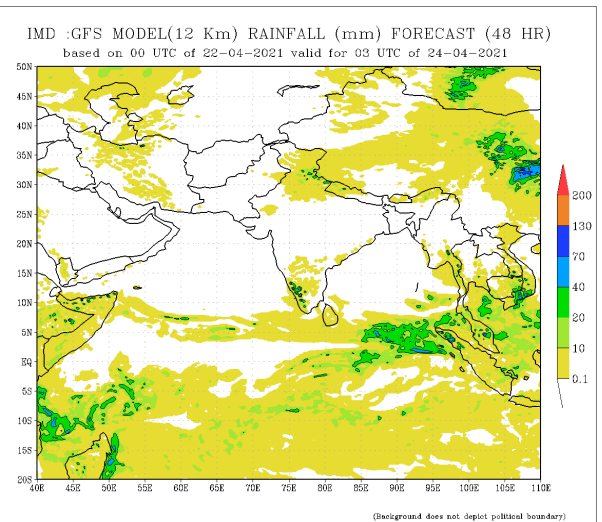 IMD :GFS MODEL(12 Km) RAINFALL (mm) FORECAST (48 HR)
based on 00 UTC of 22-04-2021 valid for 03 UTC of 24-04-2021
50N
45N
40N
35N
30N
25N
20N
15N
10N
5N
EQ
5S
10S
15S
20S
40E 45E 50E 55E 60E 65E 70E 75E 80E 85E 90E 95E 100E 105E 110E
200
130
70
40
20
10
0.1
(Background does not depict political boundary)